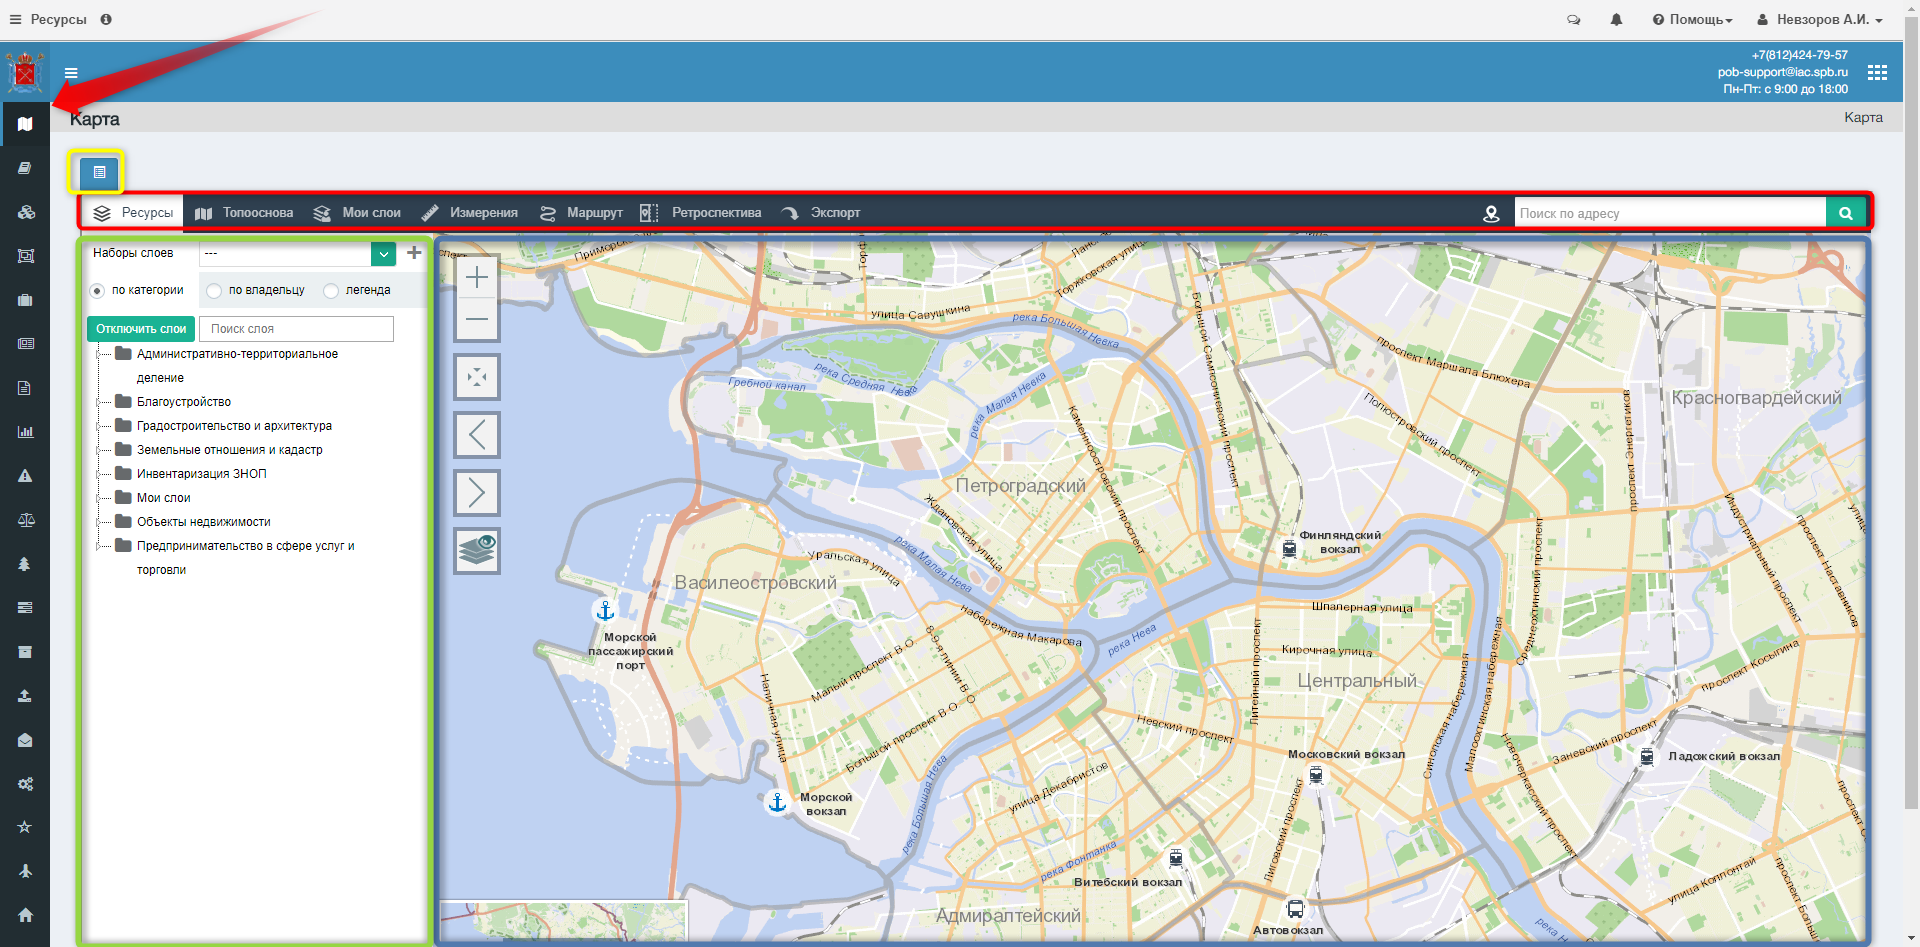 Ресурсы
Помощь
Невзоров А.И.
+7(812)424-79-57
pob-support@iac.spb.ru
Пн-Пт: с 9:00 до 18:00
Карта
Карта
Ресурсы
Топооснова
Мои слои
Измерения
Маршрут
Ретроспектива
Экспорт
Поиск по адресу
Наборы слоев
---
по категории
по владельцу
легенда
Отключить слои
Поиск слоя
Административно-территориальное
деление
Благоустройство
Градостроительство и архитектура
Земельные отношения и кадастр
Инвентаризация ЗНОП
Мои слои
Объекты недвижимости
Предпринимательство в сфере услуг и
торговли
Торжковская улица
улица Савушкина
река Большая Невка
Большой Сампсониевский проспект
проспект Маршала Блюхера
река Средняя Невка
Гребной канал
река Малая Невка
Каменноостровский проспект
Полюстровский проспект
проспект Энергетиков
Красногвардейский
Петроградский
Ждановская улица
Индустриальный проспект
проспект Наставников
Финляндский
вокзал
Уральская улица
река Малая Нева
Василеостровский
набережная Макарова
Шпалерная улица
Среднеохтинский проспект
Морской
пассажирский
порт
8-9-я линии В О
река Нева
Кирочная улица
Малый проспект В.О
Литейный проспект
Центральный
Синопская набережная
Малоохтинская набережная
проспект Косыгина
Наличная улица
Большой проспект В.О
Невский проспект
Московский вокзал
Заневский проспект
Ладожский вокзал
Новочеркасский проспект
улица Декабристов
Морской
вокзал
река Большая Нева
Лиговский проспект
река Фонтанка
Витебский вокзал
улица Коллонтай
Адмиралтейский
Автовокзал